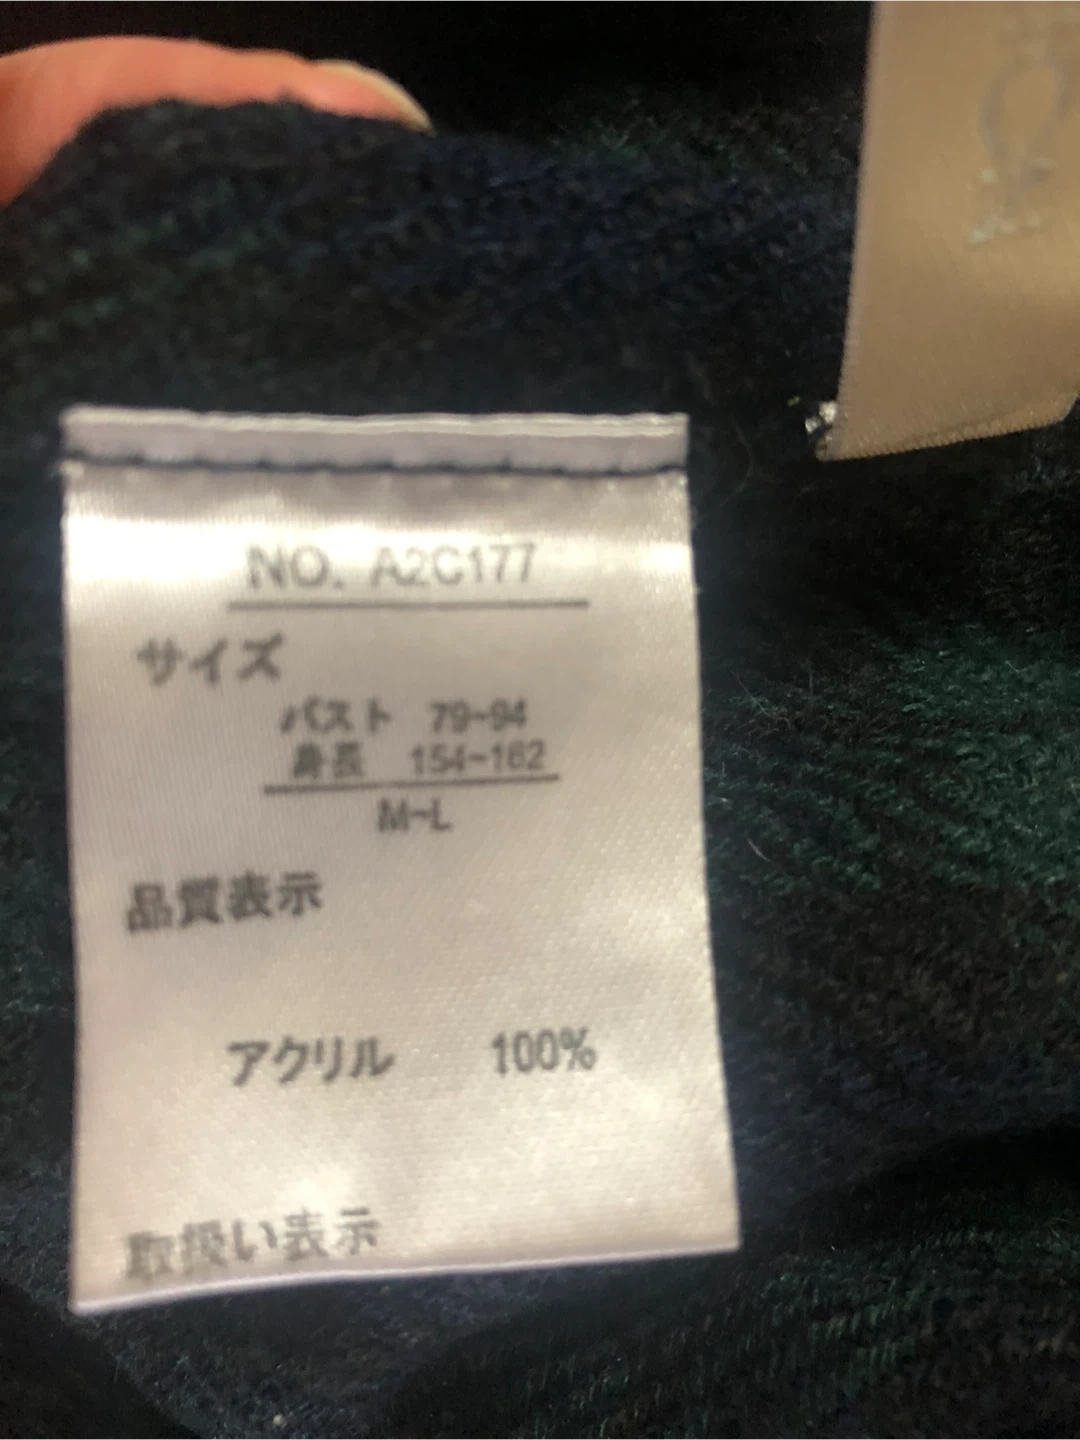 NO. A2C177
サイズ
バスト 79~94
身長 154~162
M~L
品質表示
アクリル 100%
取扱い表示